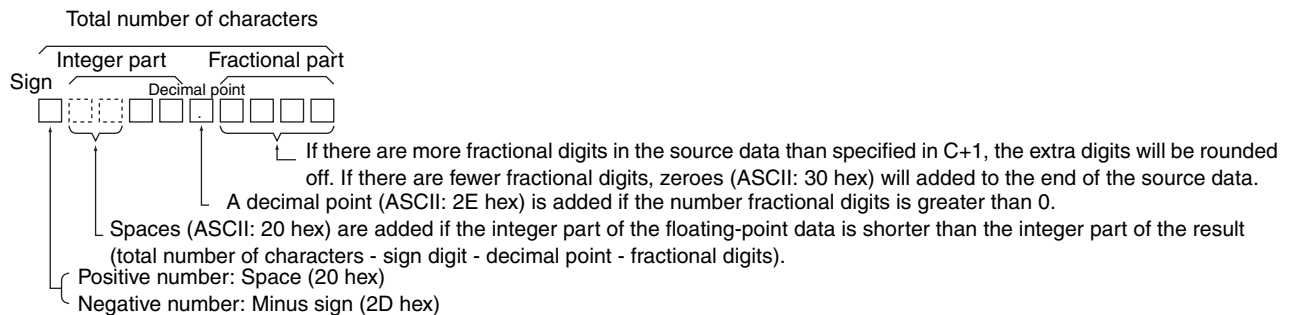 Total number of characters
Integer part Fractional part
Sign
Decimal point
.
If there are more fractional digits in the source data than specified in C+1, the extra digits will be rounded
off. If there are fewer fractional digits, zeroes (ASCII: 30 hex) will added to the end of the source data.
A decimal point (ASCII: 2E hex) is added if the number fractional digits is greater than 0.
Spaces (ASCII: 20 hex) are added if the integer part of the floating-point data is shorter than the integer part of the result
(total number of characters - sign digit - decimal point - fractional digits).
Positive number: Space (20 hex)
Negative number: Minus sign (2D hex)